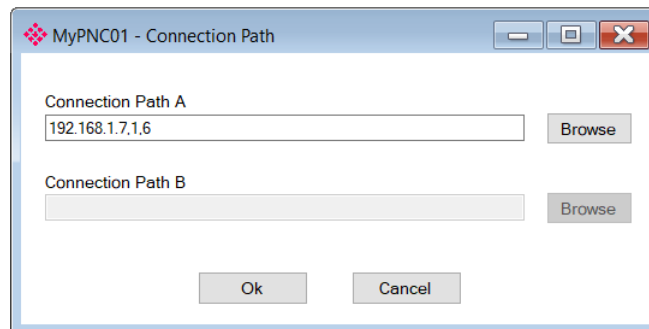 MyPNC01 - Connection Path
Connection Path A
192.168.1.7,1,6
Browse
Connection Path B
Browse
Ok
Cancel